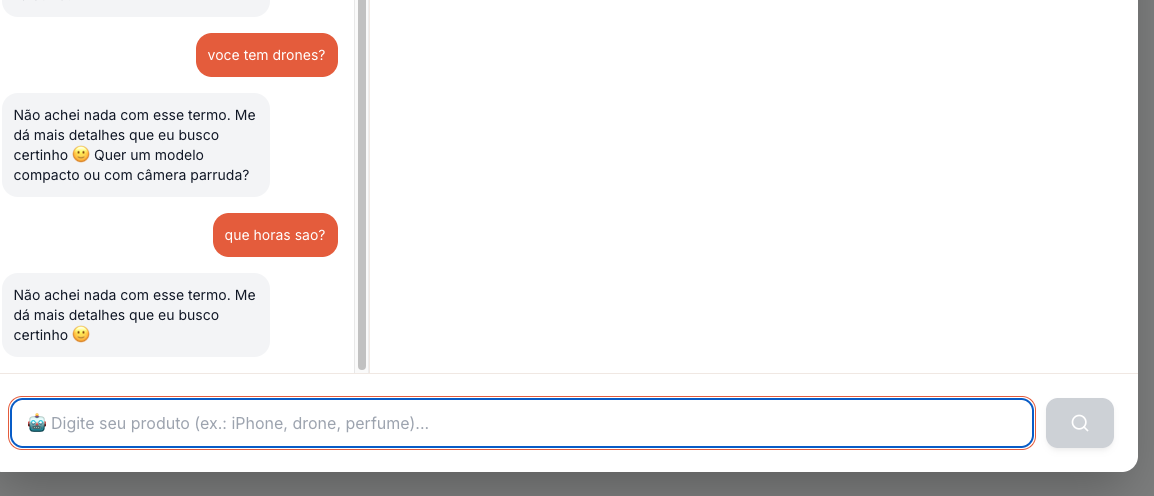 voce tem drones?
Não achei nada com esse termo. Me
dá mais detalhes que eu busco
certinho 🙂 Quer um modelo
compacto ou com câmera parruda?
que horas sao?
Não achei nada com esse termo. Me
dá mais detalhes que eu busco
certinho 🙂
🤖 Digite seu produto (ex.: iPhone, drone, perfume)...